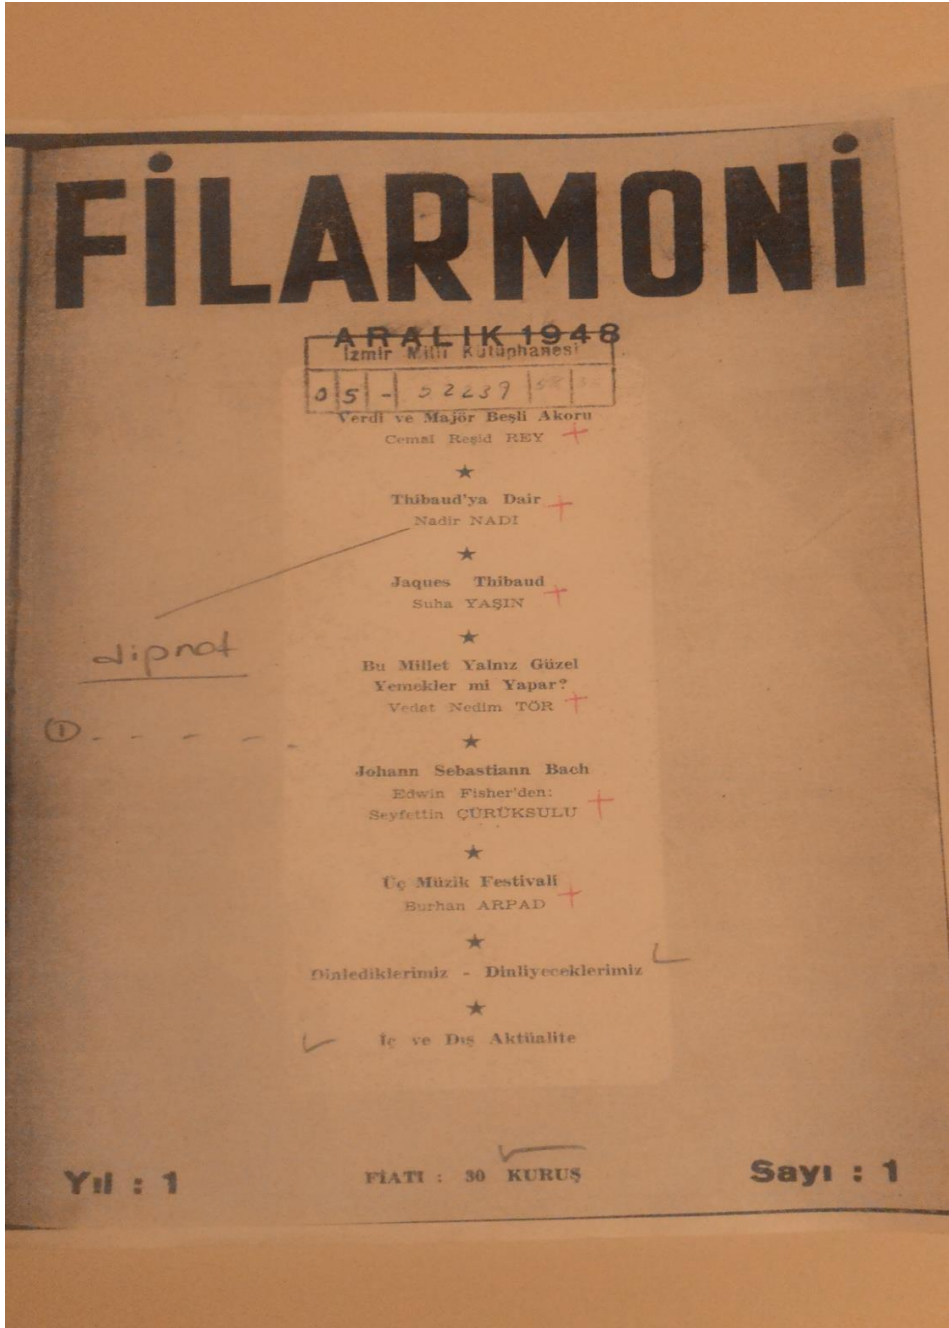 FİLARMONİ
ARALIK 1948
İzmir Milli Kütüphanesi
05 - 52239
Verdi ve Majör Beşli Akoru
Cemal Reşid REY
Thibaud'ya Dair
Nadir NADİ
Jaques Thibaud
Suha YAŞIN
dipnot
Bu Millet Yalnız Güzel
Yemekler mi Yapar?
Vedat Nedim TÖR
1
Johann Sebastiann Bach
Edwin Fisher'den:
Seyfettin ÇÜRÜKSULU
Üç Müzik Festivali
Burhan ARPAD
Dinlediklerimiz - Dinliyeceklerimiz
İç ve Dış Aktüalite
Yıl : 1
FİATI : 30 KURUŞ
Sayı : 1